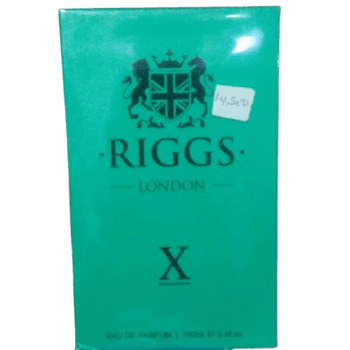 14,500
·RIGGS·
LONDON
X
EAU DE PARFUM | 100ml 3.4fl.oz.